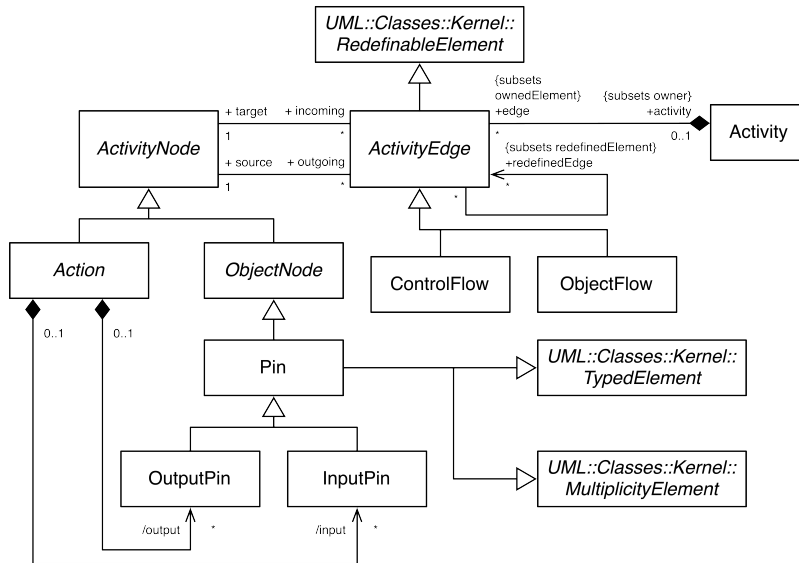 UML::Classes::Kernel::
RedefinableElement
{subsets
ownedElement}
+edge
{subsets owner}
+activity
+ target
+ incoming
1
*
*
0..1
ActivityNode
ActivityEdge
Activity
{subsets redefinedElement}
+redefinedEdge
+ source
+ outgoing
1
*
*
*
Action
ObjectNode
ControlFlow
ObjectFlow
0..1
0..1
Pin
UML::Classes::Kernel::
TypedElement
OutputPin
InputPin
UML::Classes::Kernel::
MultiplicityElement
/output
*
/input
*